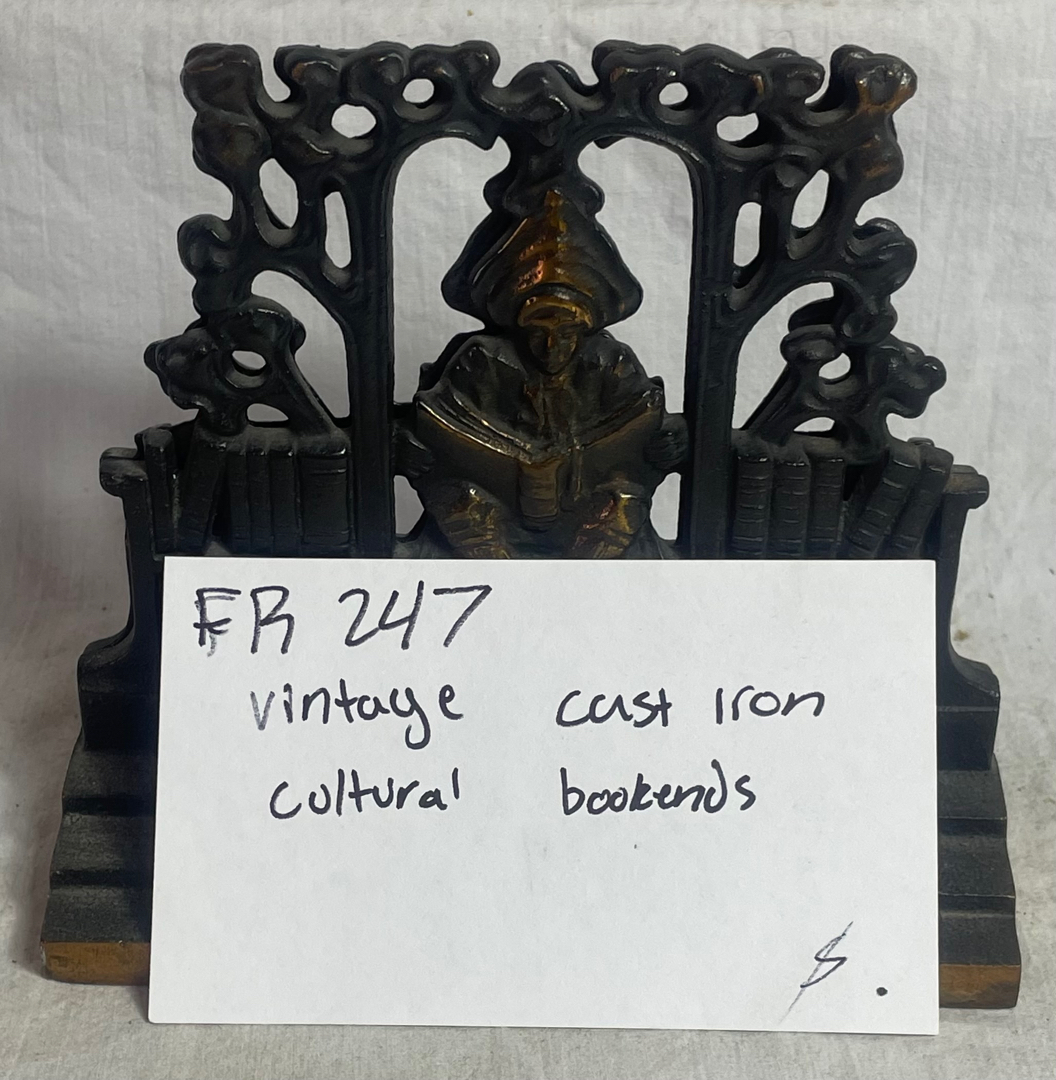 FR 247
vintage cast iron
cultural bookends
$.